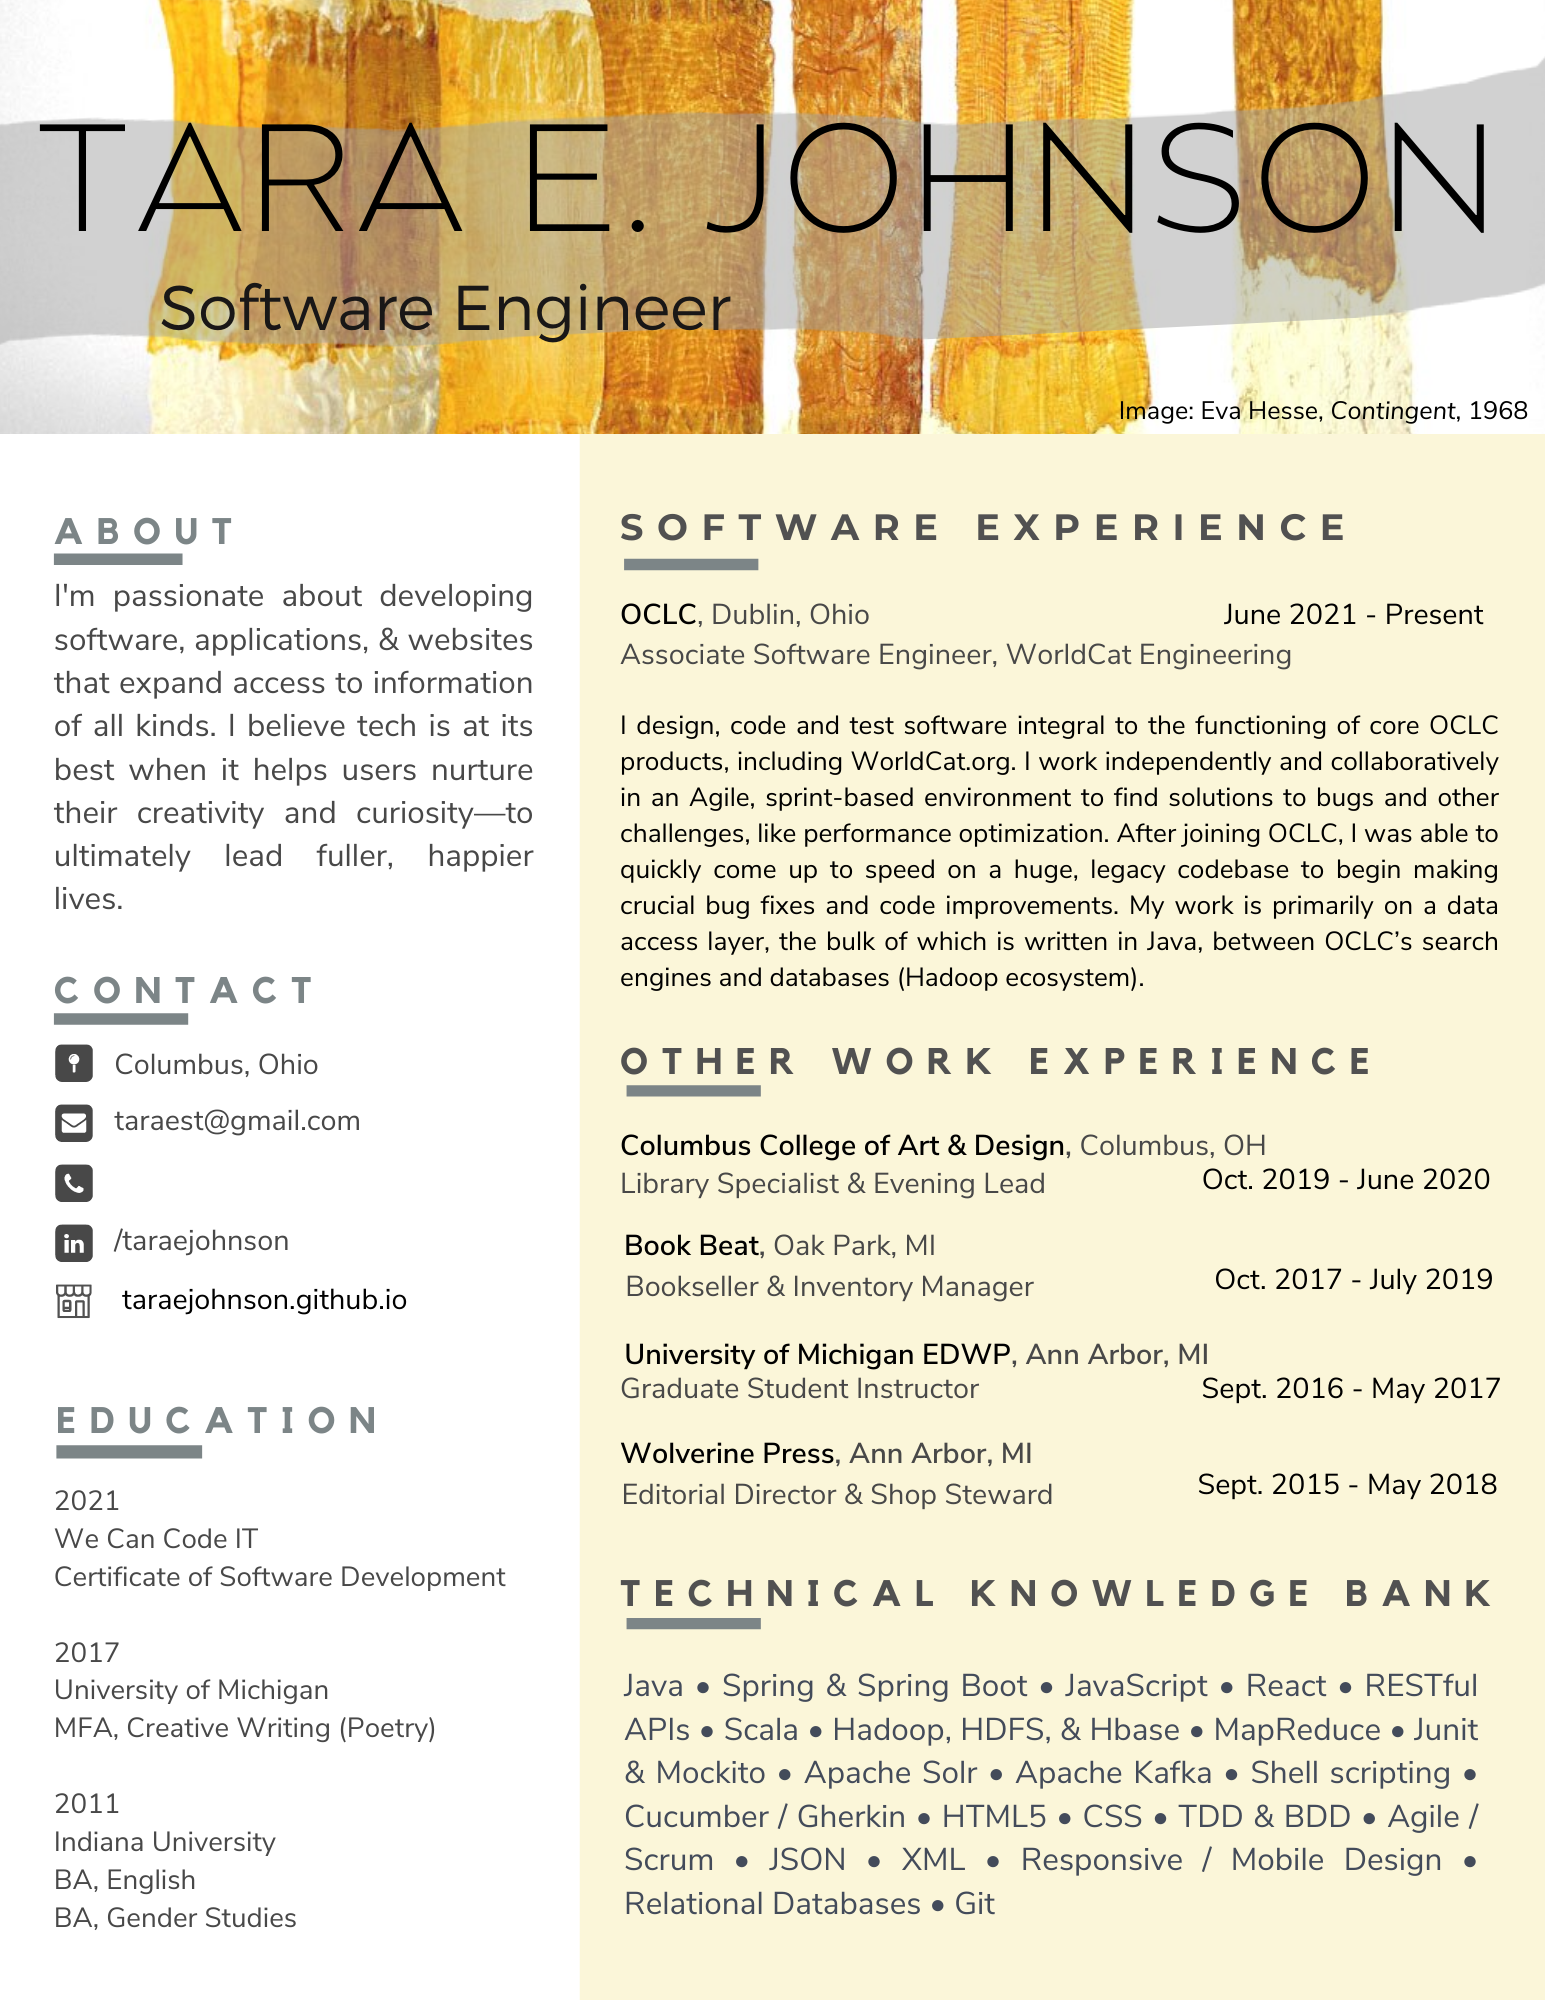 TARA E. JOHNSON
Software Engineer
Image: Eva Hesse, Contingent, 1968
ABOUT
I'm passionate about developing
software, applications, & websites
that expand access to information
of all kinds. I believe tech is at its
best when it helps users nurture
their creativity and curiosity—to
ultimately lead fuller, happier
lives.
CONTACT
Columbus, Ohio
taraest@gmail.com
in /taraejohnson
taraejohnson.github.io
EDUCATION
2021
We Can Code IT
Certificate of Software Development
2017
University of Michigan
MFA, Creative Writing (Poetry)
2011
Indiana University
BA, English
BA, Gender Studies
SOFTWARE EXPERIENCE
OCLC, Dublin, Ohio June 2021 - Present
Associate Software Engineer, WorldCat Engineering
I design, code and test software integral to the functioning of core OCLC
products, including WorldCat.org. I work independently and collaboratively
in an Agile, sprint-based environment to find solutions to bugs and other
challenges, like performance optimization. After joining OCLC, I was able to
quickly come up to speed on a huge, legacy codebase to begin making
crucial bug fixes and code improvements. My work is primarily on a data
access layer, the bulk of which is written in Java, between OCLC’s search
engines and databases (Hadoop ecosystem).
OTHER WORK EXPERIENCE
Columbus College of Art & Design, Columbus, OH
Library Specialist & Evening Lead Oct. 2019 - June 2020
Book Beat, Oak Park, MI
Bookseller & Inventory Manager Oct. 2017 - July 2019
University of Michigan EDWP, Ann Arbor, MI
Graduate Student Instructor Sept. 2016 - May 2017
Wolverine Press, Ann Arbor, MI
Editorial Director & Shop Steward Sept. 2015 - May 2018
TECHNICAL KNOWLEDGE BANK
Java • Spring & Spring Boot • JavaScript • React • RESTful
APIs • Scala • Hadoop, HDFS, & Hbase • MapReduce • Junit
& Mockito • Apache Solr • Apache Kafka • Shell scripting •
Cucumber / Gherkin • HTML5 • CSS • TDD & BDD • Agile /
Scrum • JSON • XML • Responsive / Mobile Design •
Relational Databases • Git